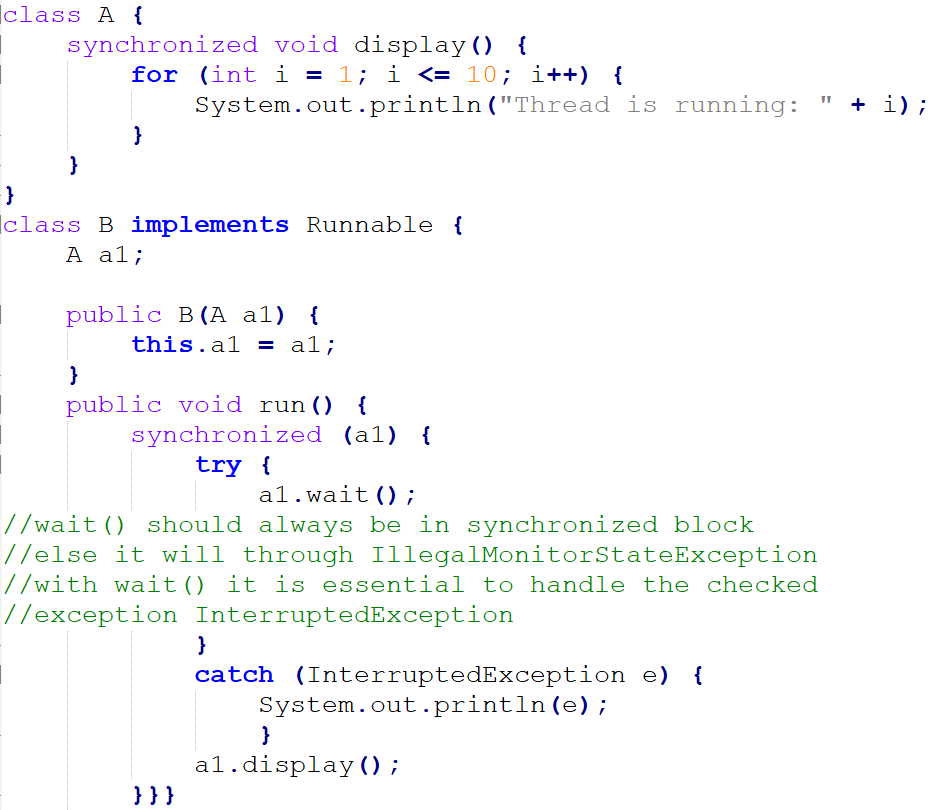 class A {
    synchronized void display() {
        for (int i = 1; i <= 10; i++) {
            System.out.println("Thread is running: " + i);
        }
    }
}
class B implements Runnable {
    A a1;

    public B(A a1) {
        this.a1 = a1;
    }
    public void run() {
        synchronized (a1) {
            try {
                a1.wait();
//wait() should always be in synchronized block
//else it will through IllegalMonitorStateException
//with wait() it is essential to handle the checked
//exception InterruptedException
            }
            catch (InterruptedException e) {
                System.out.println(e);
                }
            a1.display();
        }}}